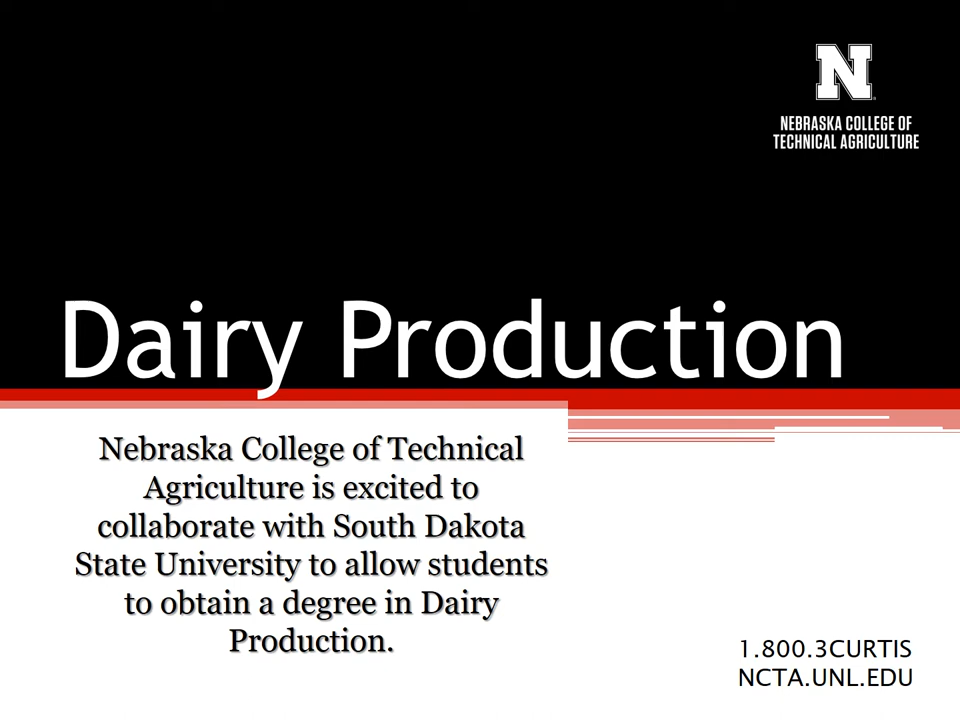 N
NEBRASKA COLLEGE OF
TECHNICAL AGRICULTURE
Dairy Production
Nebraska College of Technical
Agriculture is excited to
collaborate with South Dakota
State University to allow students
to obtain a degree in Dairy
Production.
1.800.3CURTIS
NCTA.UNL.EDU